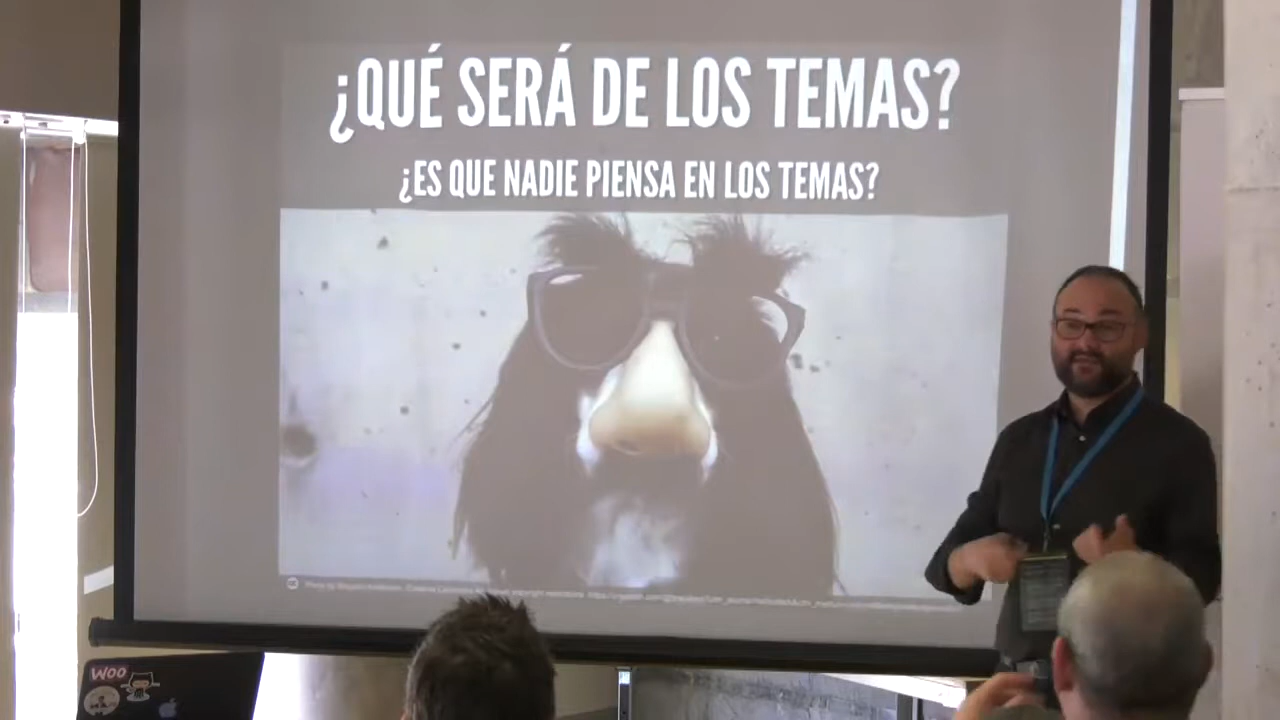 ¿QUÉ SERÁ DE LOS TEMAS?
¿ES QUE NADIE PIENSA EN LOS TEMAS?
WOO